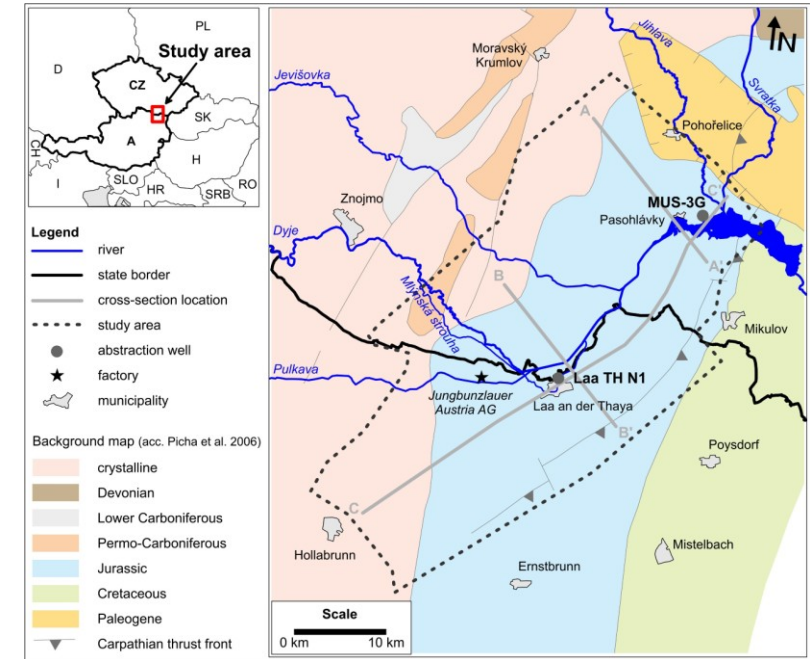 PL
Study area
D
CZ
SK
A
CH
H
I
SLO
HR
RO
SRB
Legend
river
state border
cross-section location
study area
abstraction well
factory
municipality
Background map (acc. Picha et al. 2006)
crystalline
Devonian
Lower Carboniferous
Permo-Carboniferous
Jurassic
Cretaceous
Paleogene
Carpathian thrust front
N
Jihlava
Moravský
Krumlov
Jevišovka
Svratka
A
Pohořelice
C'
MUS-3G
Znojmo
Pasohlávky
Dyje
A'
B
Mlýnská strouha
Mikulov
Pulkava
Laa TH N1
Jungbunzlauer
Austria AG
Laa an der Thaya
B'
Poysdorf
C
Hollabrunn
Mistelbach
Ernstbrunn
Scale
0 km 10 km